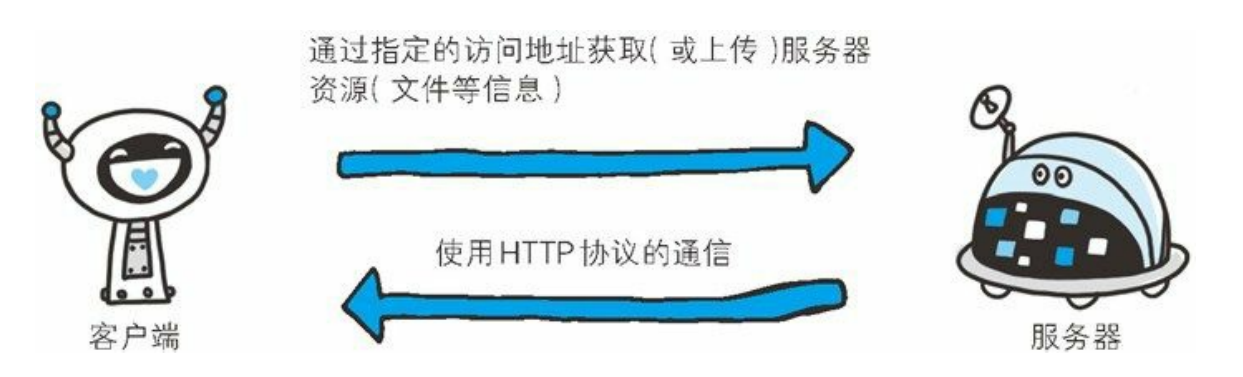 通过指定的访问地址获取( 或上传 )服务器
资源( 文件等信息 )
使用HTTP协议的通信
客户端
服务器